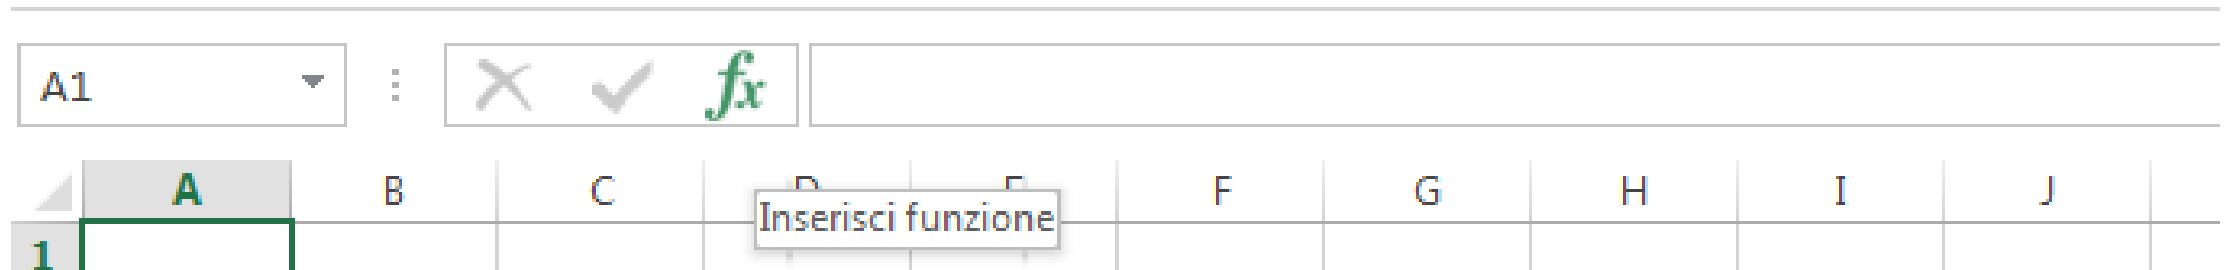 A1 fx
A B C D E F G H I J
Inserisci funzione
1